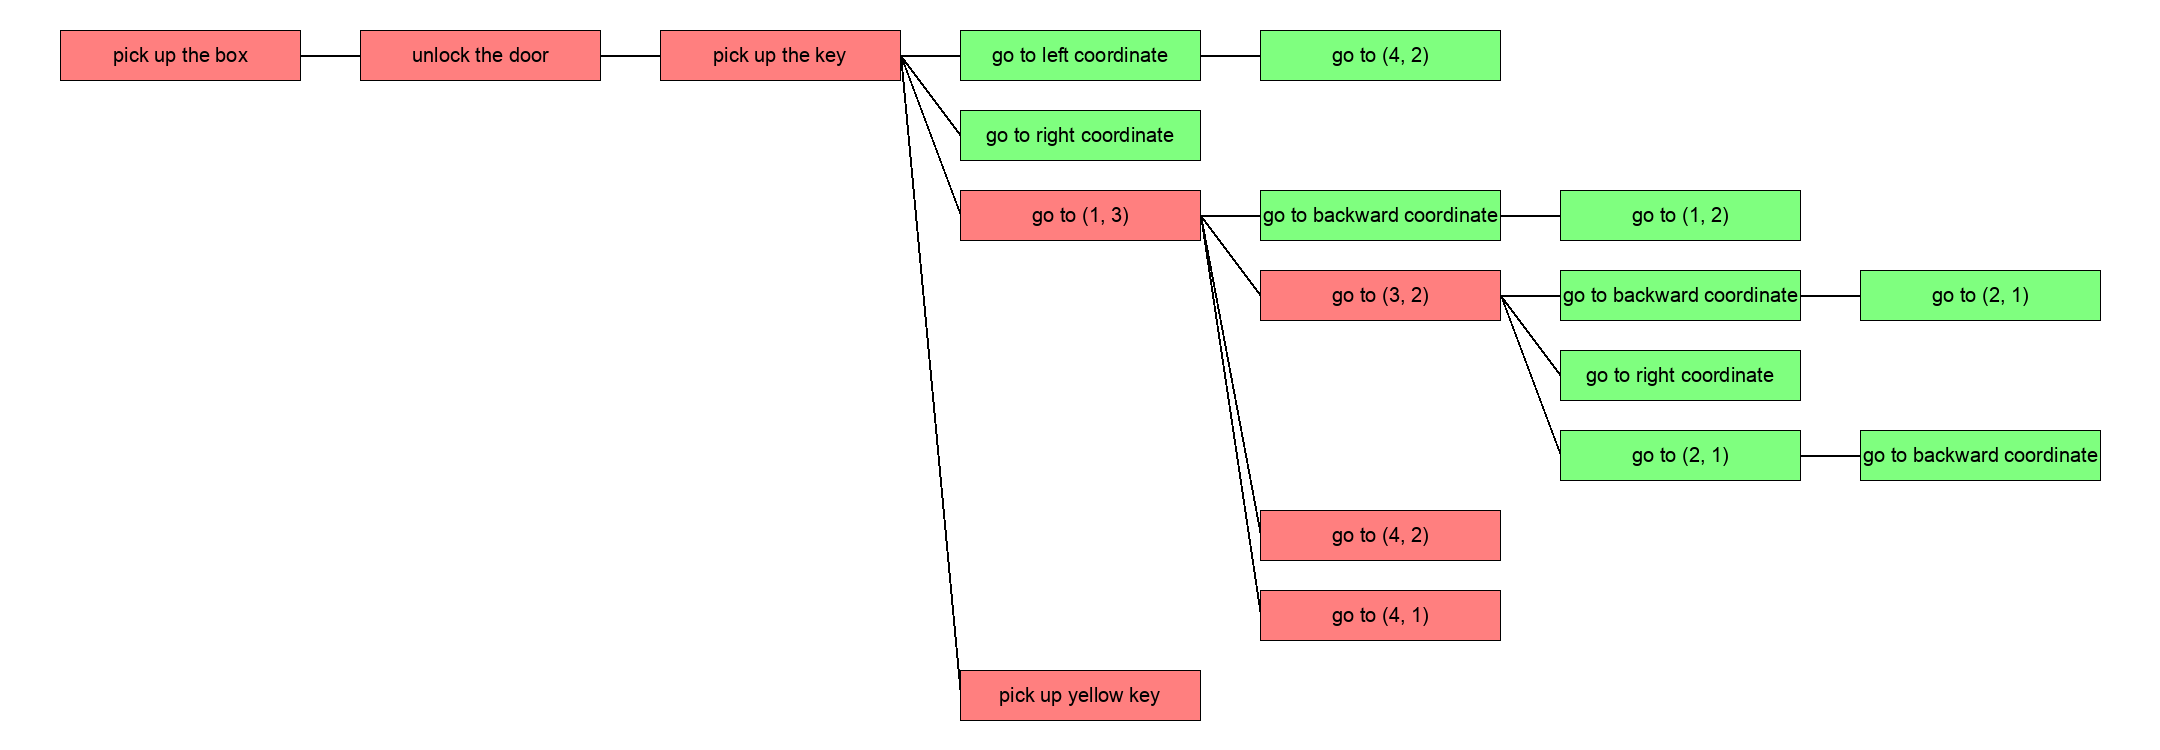 pick up the box
unlock the door
pick up the key
go to left coordinate
go to (4, 2)
go to right coordinate
go to (1, 3)
go to backward coordinate
go to (1, 2)
go to (3, 2)
go to backward coordinate
go to (2, 1)
go to right coordinate
go to (2, 1)
go to backward coordinate
go to (4, 2)
go to (4, 1)
pick up yellow key